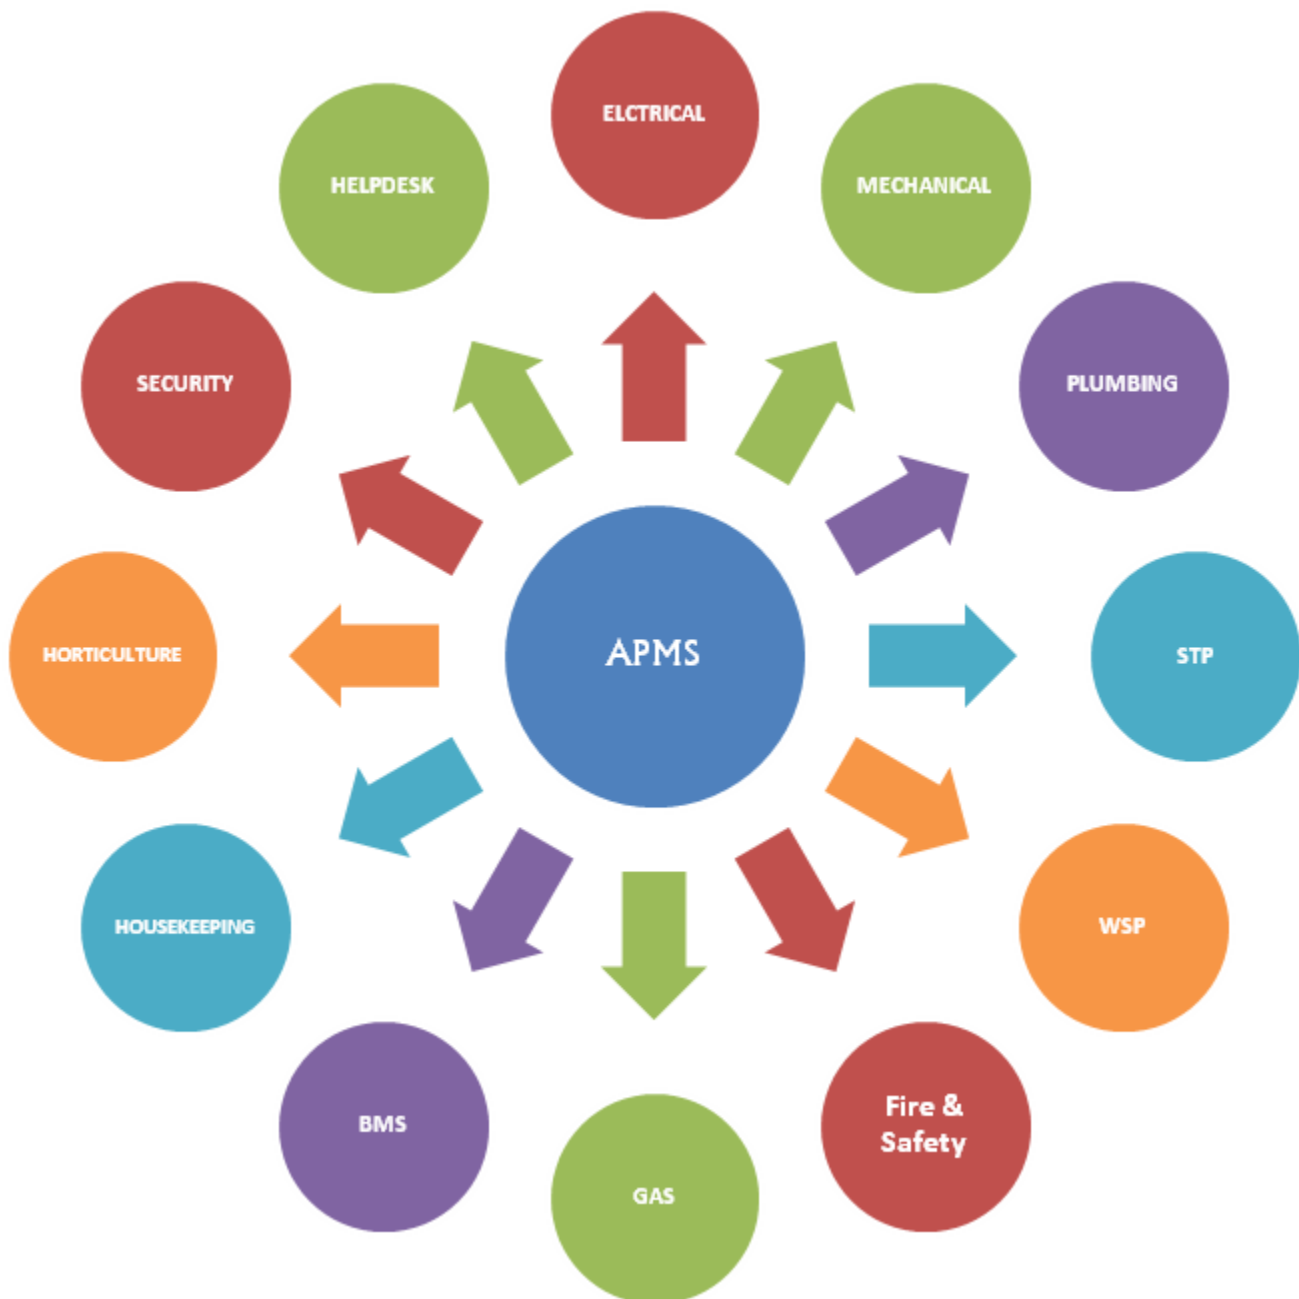 ELCTRICAL
HELPDESK
MECHANICAL
SECURITY
PLUMBING
APMS
HORTICULTURE
STP
HOUSEKEEPING
WSP
BMS
Fire &
Safety
GAS